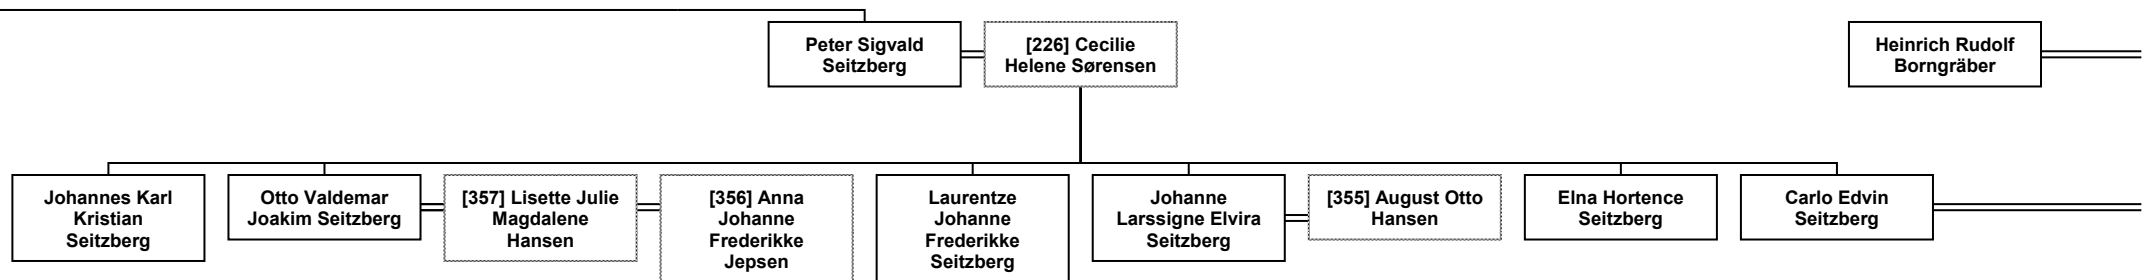 Peter Sigvald
Seitzberg
[226] Cecilie
Helene Sørensen
Heinrich Rudolf
Borngräber
Johannes Karl
Kristian
Seitzberg
Otto Valdemar
Joakim Seitzberg
[357] Lisette Julie
Magdalene
Hansen
[356] Anna
Johanne
Frederikke
Jepsen
Laurentze
Johanne
Frederikke
Seitzberg
Johanne
Larssigne Elvira
Seitzberg
[355] August Otto
Hansen
Elna Hortence
Seitzberg
Carlo Edvin
Seitzberg